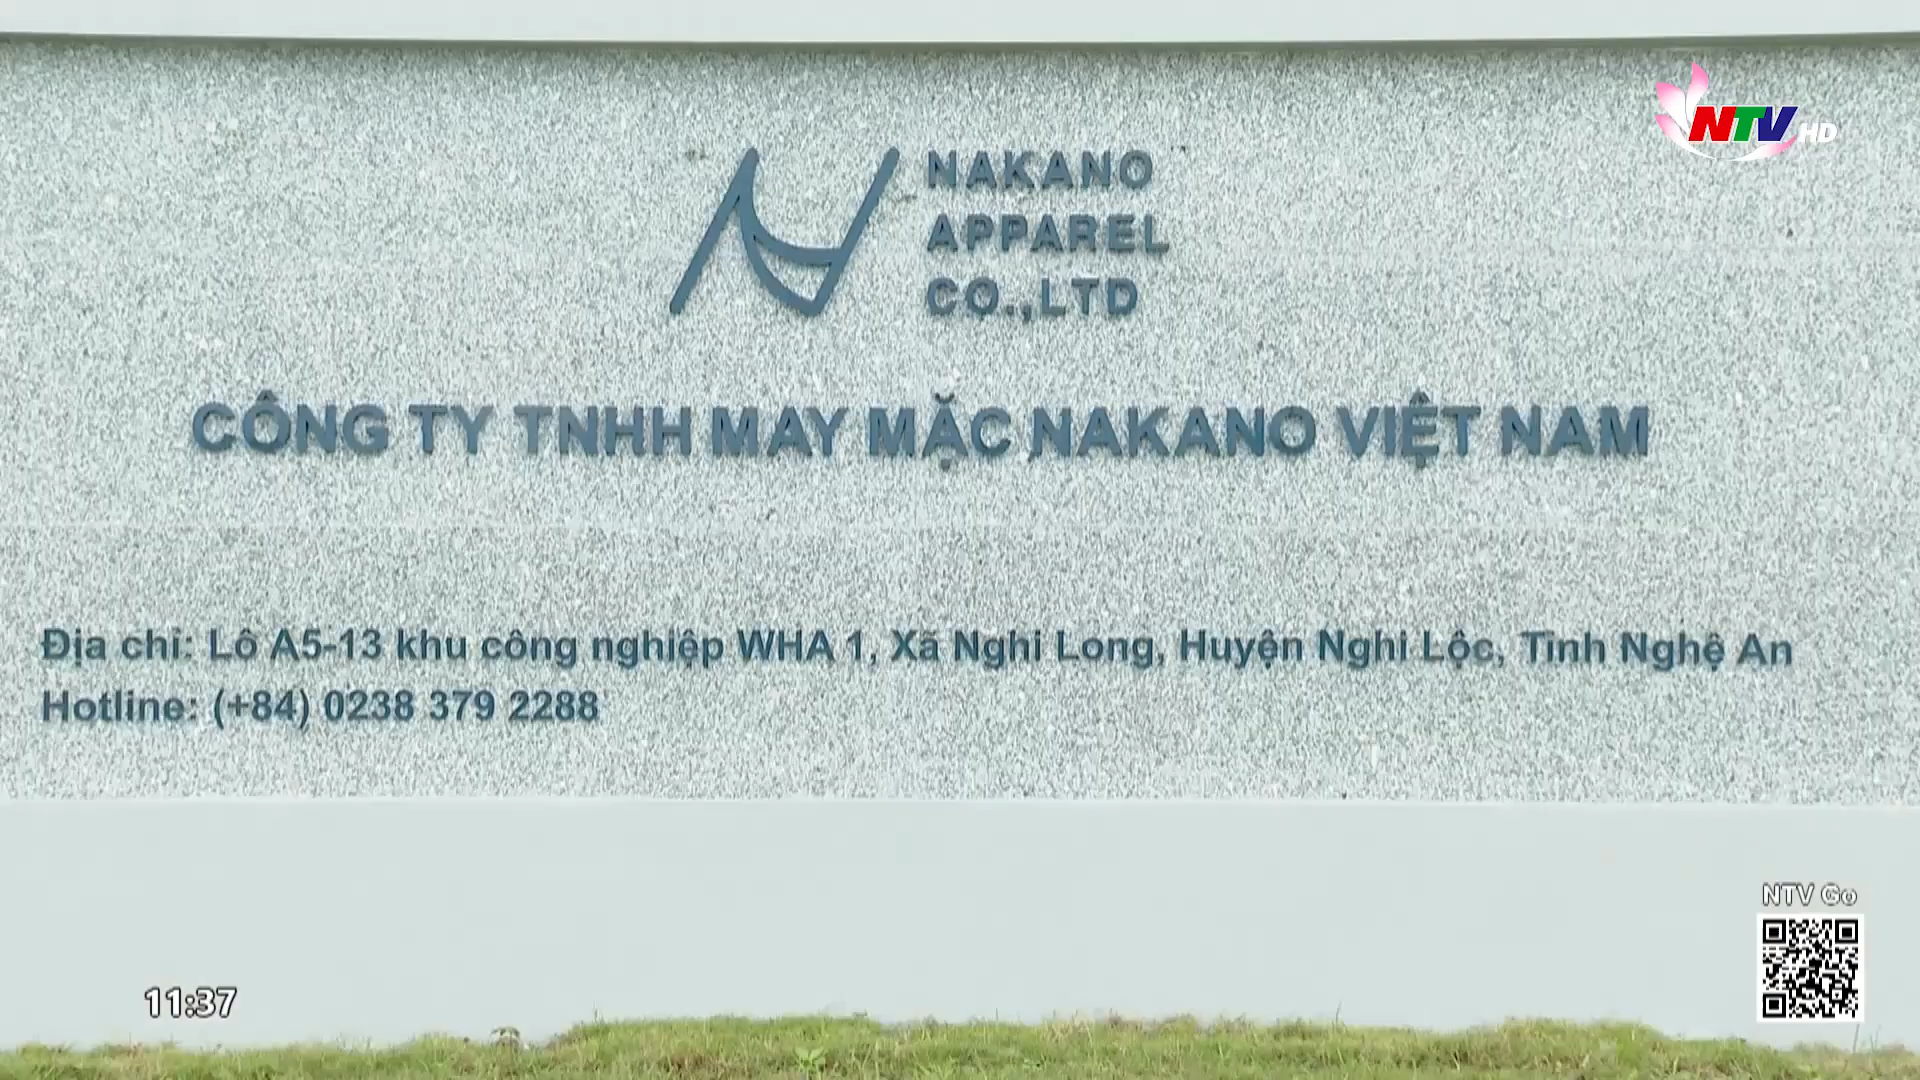 NTV HD
NAKANO
APPAREL
CO.,LTD
CÔNG TY TNHH MAY MẶC NAKANO VIỆT NAM
Địa chỉ: Lô A5-13 khu công nghiệp WHA 1, Xã Nghi Long, Huyện Nghi Lộc, Tỉnh Nghệ An
Hotline: (+84) 0238 379 2288
NTV Go
11:37